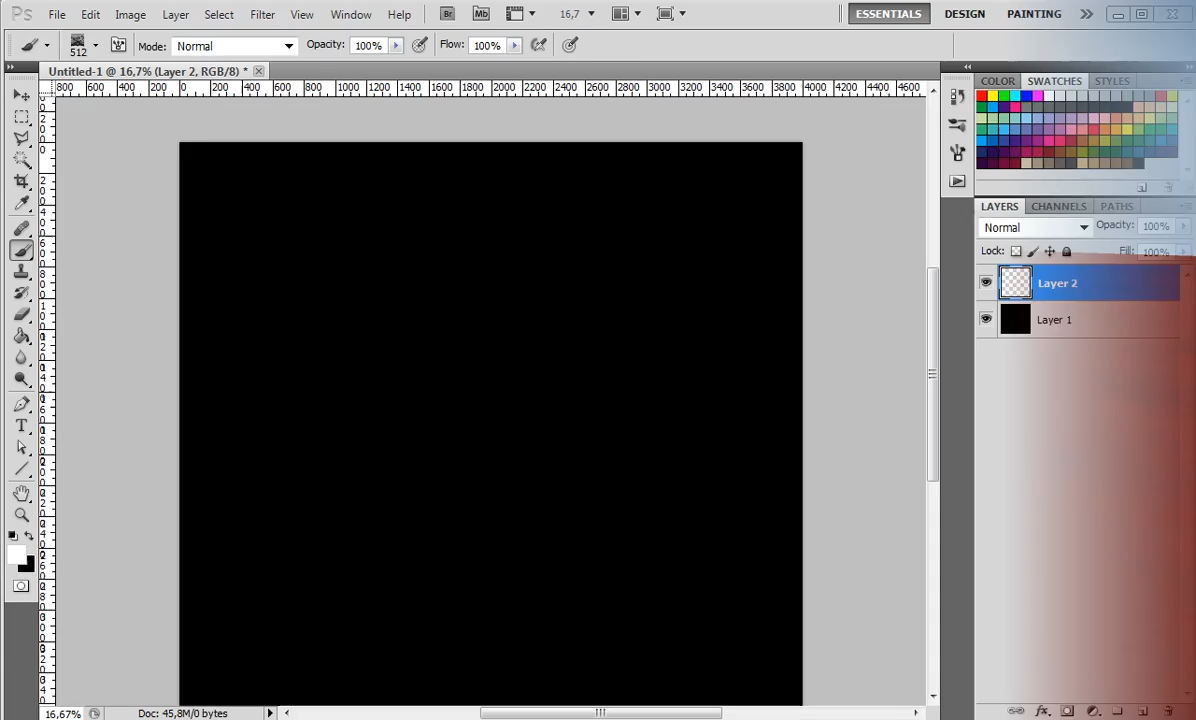 Ps File Edit Image Layer Select Filter View Window Help Br Mb 16,7 ESSENTIALS DESIGN PAINTING
512 Mode: Normal Opacity: 100% Flow: 100%
Untitled-1 @ 16,7% (Layer 2, RGB/8) *
800 600 400 200 0 200 400 600 800 1000 1200 1400 1600 1800 2000 2200 2400 2600 2800 3000 3200 3400 3600 3800 4000 4200 4400 4600
COLOR SWATCHES STYLES
LAYERS CHANNELS PATHS
Normal Opacity: 100%
Lock: Fill: 100%
Layer 2
Layer 1
T
fx
16,67% Doc: 45,8M/0 bytes